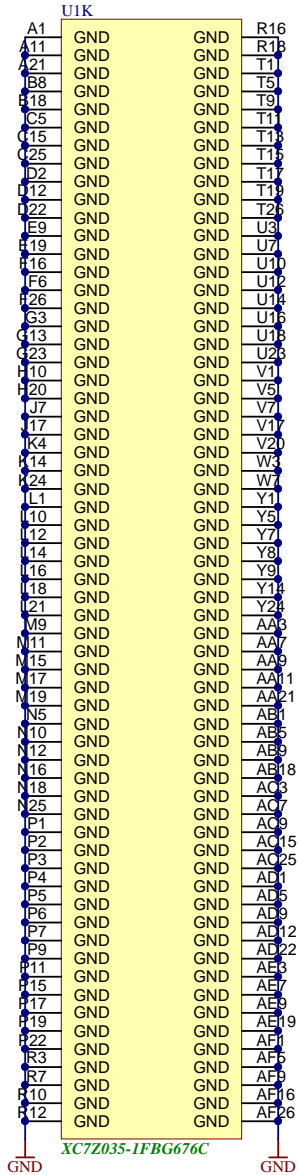 U1K
A1 GND GND R16
A11 GND GND R18
A21 GND GND T1
B8 GND GND T5
B18 GND GND T9
C5 GND GND T11
C15 GND GND T13
C25 GND GND T15
D2 GND GND T17
D12 GND GND T19
D22 GND GND T26
E9 GND GND U3
E19 GND GND U7
F16 GND GND U10
F6 GND GND U12
F26 GND GND U14
G3 GND GND U16
G13 GND GND U18
G23 GND GND U23
H10 GND GND V1
H20 GND GND V5
J7 GND GND V7
J17 GND GND V17
K4 GND GND V20
K14 GND GND W3
K24 GND GND W7
L1 GND GND Y1
L10 GND GND Y5
L12 GND GND Y7
L14 GND GND Y8
L16 GND GND Y9
L18 GND GND Y14
L21 GND GND Y24
M9 GND GND AA3
M11 GND GND AA7
M15 GND GND AA9
M17 GND GND AA11
M19 GND GND AA21
N5 GND GND AB1
N10 GND GND AB5
N12 GND GND AB9
N16 GND GND AB18
N18 GND GND AC3
N25 GND GND AC7
P1 GND GND AC9
P2 GND GND AC15
P3 GND GND AC25
P4 GND GND AD1
P5 GND GND AD5
P6 GND GND AD9
P7 GND GND AD12
P9 GND GND AD22
P11 GND GND AE3
P15 GND GND AE7
P17 GND GND AE9
P19 GND GND AE19
P22 GND GND AF1
R3 GND GND AF5
R7 GND GND AF9
R10 GND GND AF16
R12 GND GND AF26
XC7Z035-1FBG676C
GND GND